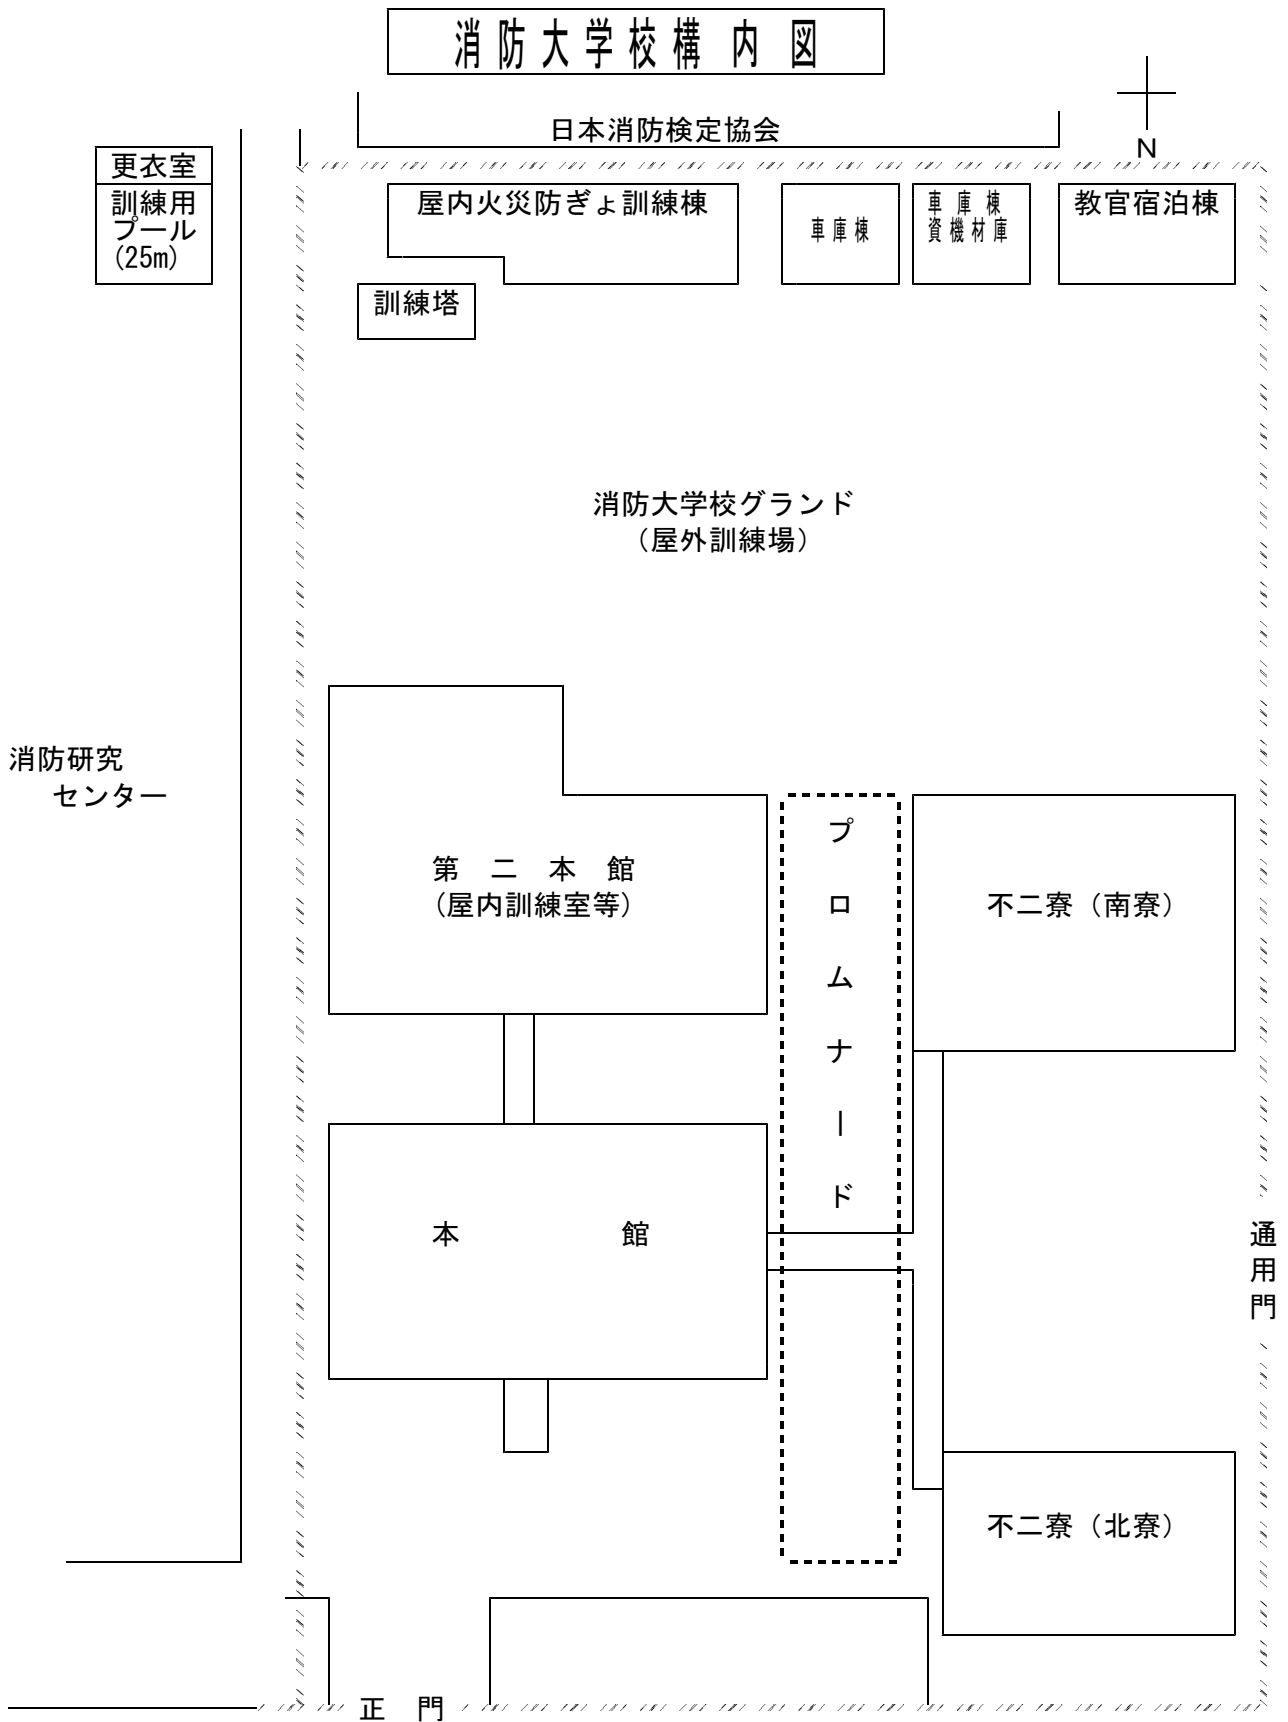 消防大学校構内図
日本消防検定協会
N
更衣室
訓練用
プール
(25m)
屋内火災防ぎょ訓練棟
車庫棟
車庫棟
資機材庫
教官宿泊棟
訓練塔
消防大学校グランド
（屋外訓練場）
消防研究
センター
第二本館
(屋内訓練室等)
プロムナード
不二寮（南寮）
本館
通用門
不二寮（北寮）
正門